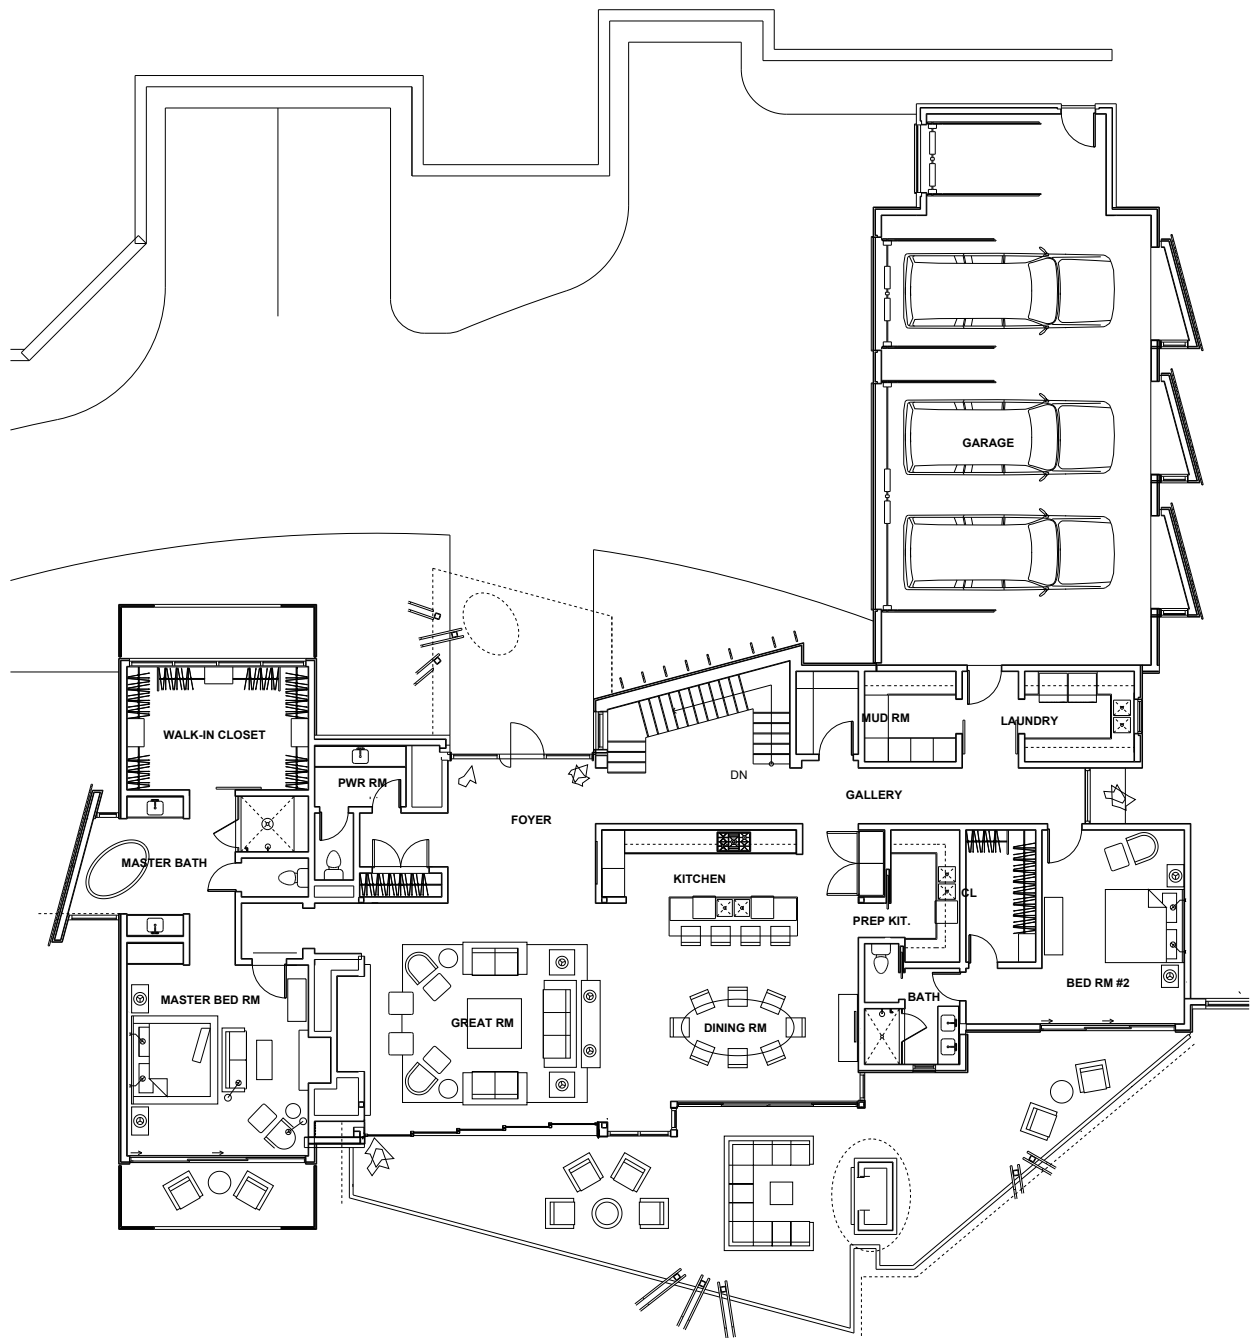 GARAGE
MUD RM
LAUNDRY
WALK-IN CLOSET
PWR RM
DN
GALLERY
FOYER
MASTER BATH
KITCHEN
CL
PREP KIT.
MASTER BED RM
BED RM #2
BATH
GREAT RM
DINING RM